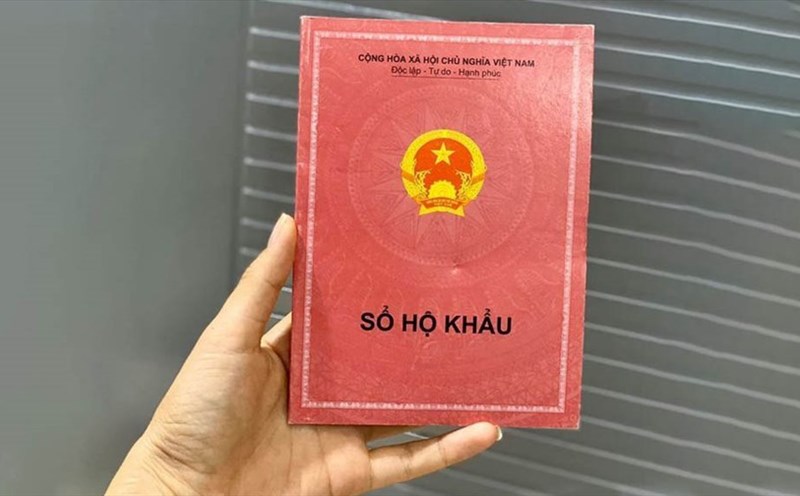 CỘNG HÒA XÃ HỘI CHỦ NGHĨA VIỆT NAM
Độc lập - Tự do - Hạnh phúc
SỔ HỘ KHẨU